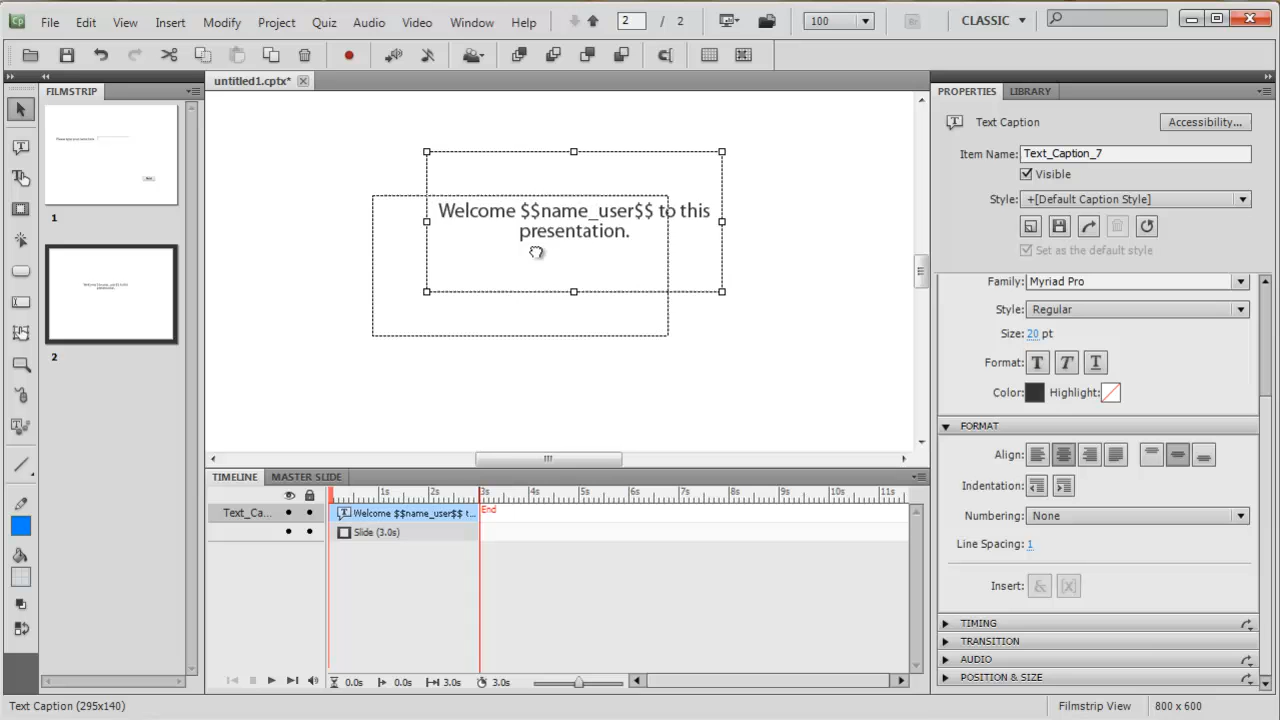 Cp File Edit View Insert Modify Project Quiz Audio Video Window Help 2 / 2 100 Br CLASSIC
untitled1.cptx*
FILMSTRIP
1
2
Welcome $$name_user$$ to this
presentation.
PROPERTIES LIBRARY
Text Caption Accessibility...
Item Name: Text_Caption_7
Visible
Style: +[Default Caption Style]
Set as the default style
Family: Myriad Pro
Style: Regular
Size: 20 pt
Format: T T T
Color: Highlight:
FORMAT
Align:
Indentation:
Numbering: None
Line Spacing: 1
Insert: & [x]
TIMING
TRANSITION
AUDIO
POSITION & SIZE
TIMELINE MASTER SLIDE
1s 2s 3s 4s 5s 6s 7s 8s 9s 10s 11s
Text_Ca... Welcome $$name_user$$ t... End
Slide (3.0s)
0.0s 0.0s 3.0s 3.0s
Text Caption (295x140) Filmstrip View 800 x 600